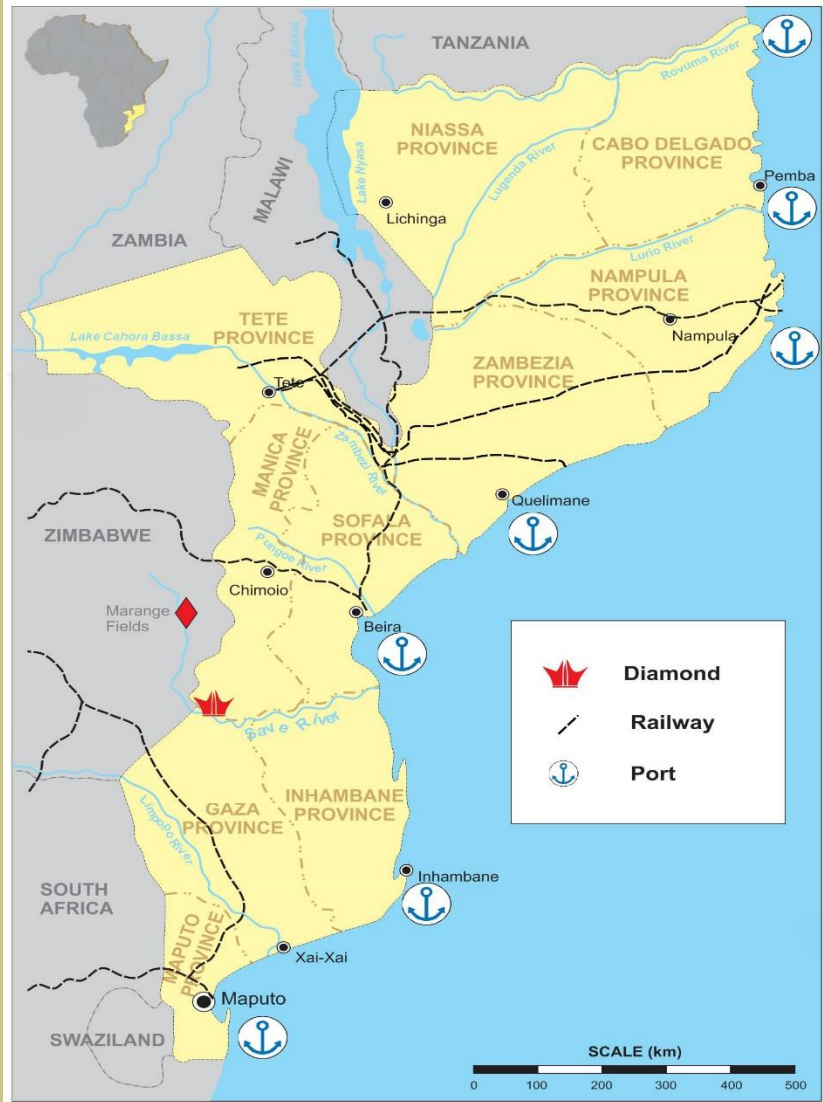 TANZANIA
Lake Malawi
Rovuma River
NIASSA
PROVINCE
CABO DELGADO
PROVINCE
MALAWI
Lake Nyasa
Lugenda River
Pemba
Lichinga
ZAMBIA
Lurio River
NAMPULA
PROVINCE
TETE
PROVINCE
Lake Cahora Bassa
Nampula
ZAMBEZIA
PROVINCE
Tete
MANICA
PROVINCE
Zambezi River
Quelimane
SOFALA
PROVINCE
ZIMBABWE
Pungoe River
Chimoio
Marange
Fields
Beira
Save River
Diamond
Railway
Port
GAZA
PROVINCE
INHAMBANE
PROVINCE
LimpoPo River
Inhambane
SOUTH
AFRICA
MAPUTO
PROVINCE
Xai-Xai
Maputo
SWAZILAND
SCALE (km)
0 100 200 300 400 500